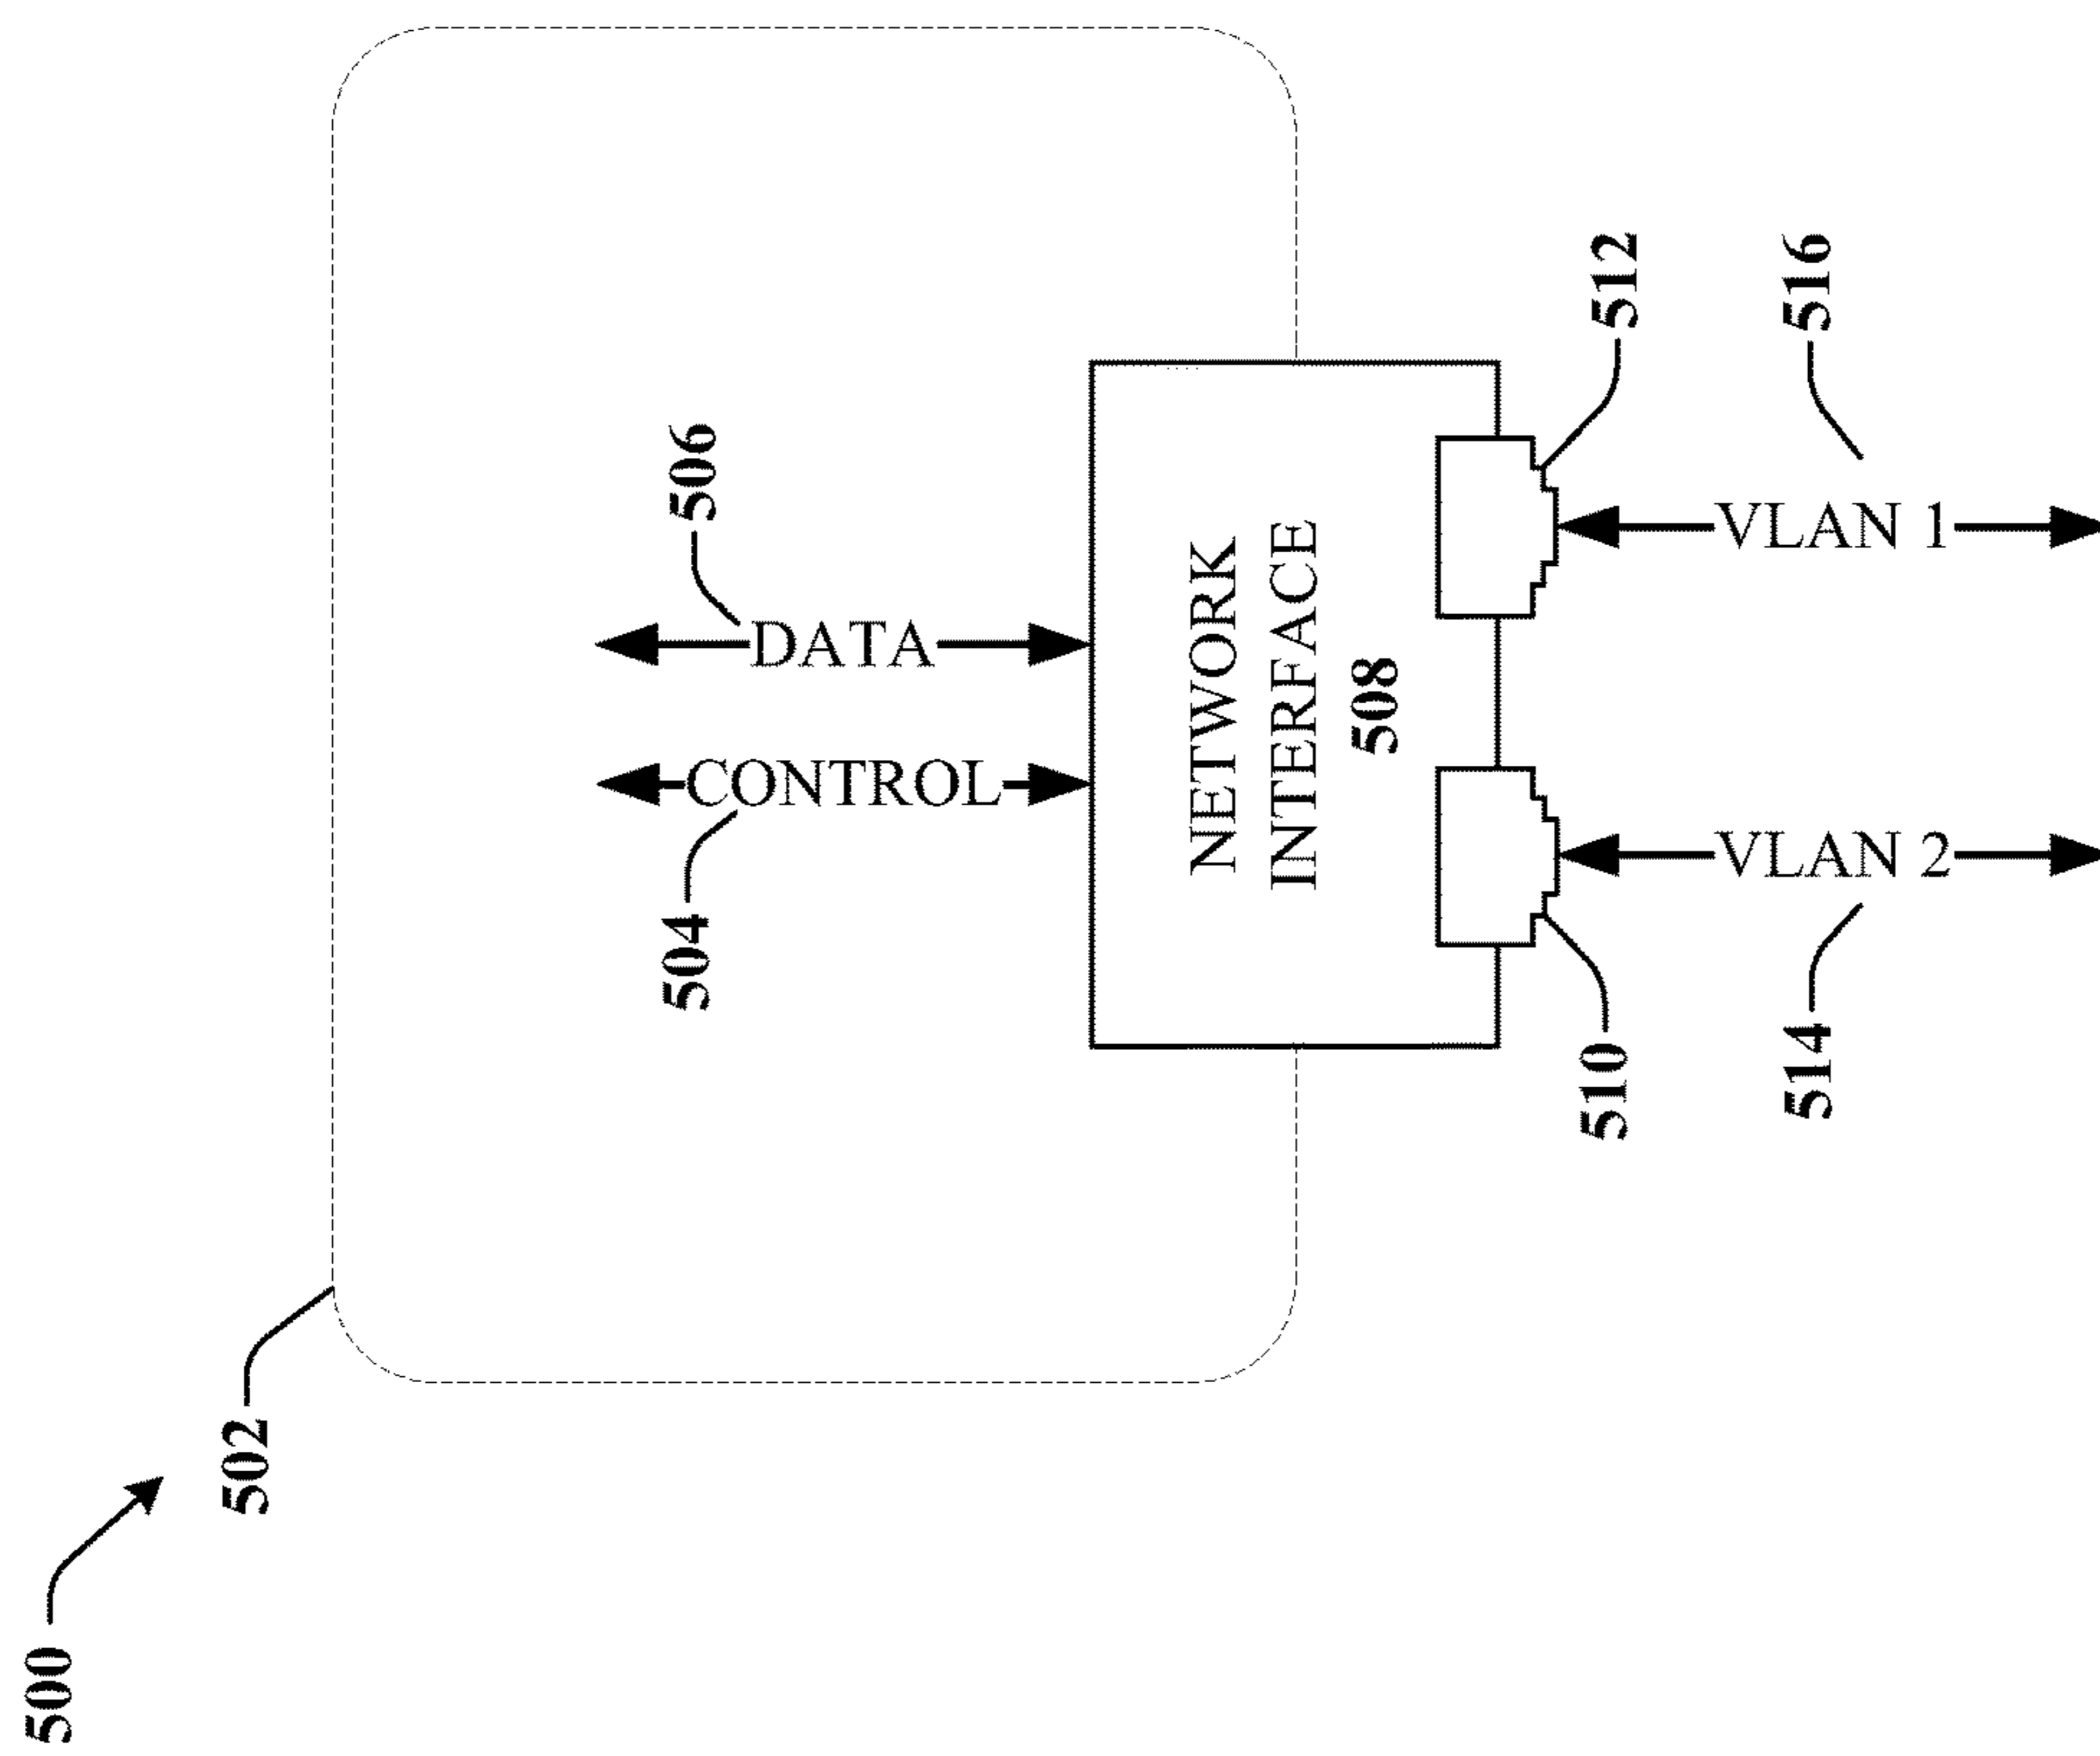 500
502
506
DATA
CONTROL
504
NETWORK
INTERFACE
508
512
516
VLAN 1
VLAN 2
510
514